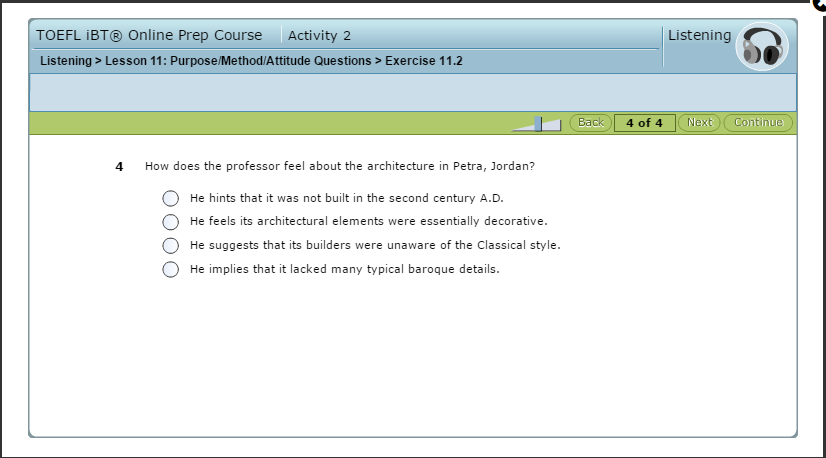 TOEFL iBT® Online Prep Course Activity 2 Listening
Listening > Lesson 11: Purpose/Method/Attitude Questions > Exercise 11.2
Back 4 of 4 Next Continue
4 How does the professor feel about the architecture in Petra, Jordan?
He hints that it was not built in the second century A.D.
He feels its architectural elements were essentially decorative.
He suggests that its builders were unaware of the Classical style.
He implies that it lacked many typical baroque details.